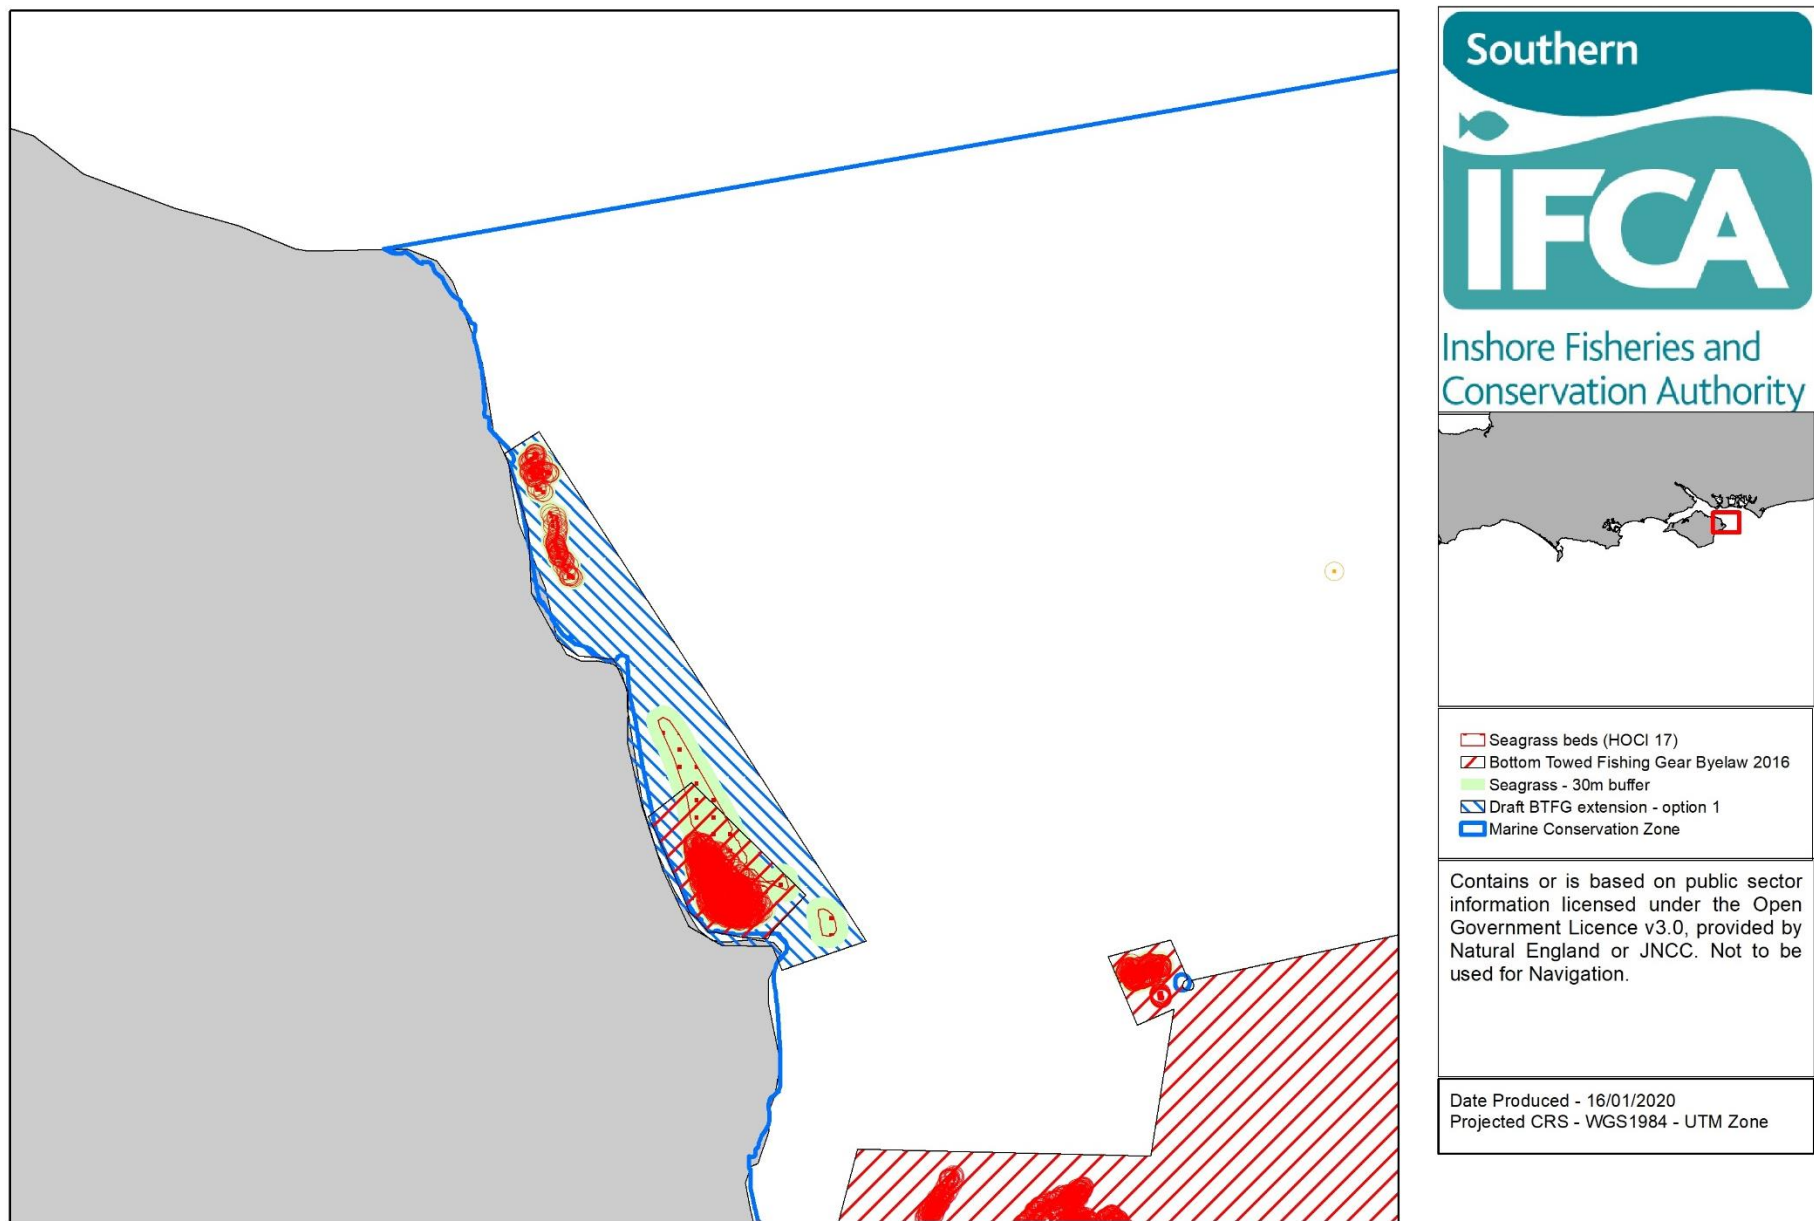 Southern
IFCA
Inshore Fisheries and
Conservation Authority
Seagrass beds (HOCI 17)
Bottom Towed Fishing Gear Byelaw 2016
Seagrass - 30m buffer
Draft BTFG extension - option 1
Marine Conservation Zone
Contains or is based on public sector
information licensed under the Open
Government Licence v3.0, provided by
Natural England or JNCC. Not to be
used for Navigation.
Date Produced - 16/01/2020
Projected CRS - WGS1984 - UTM Zone